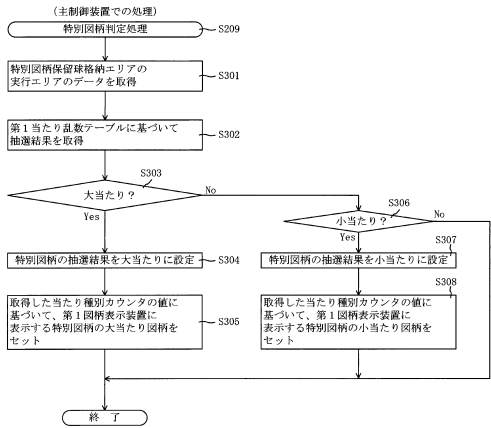 （主制御装置での処理）
特別図柄判定処理
S209
特別図柄保留球格納エリアの
実行エリアのデータを取得
S301
第１当たり乱数テーブルに基づいて
抽選結果を取得
S302
S303
大当たり？
No
Yes
S306
小当たり？
No
Yes
特別図柄の抽選結果を大当たりに設定
S304
S307
特別図柄の抽選結果を小当たりに設定
取得した当たり種別カウンタの値に
基づいて、第１図柄表示装置に
表示する特別図柄の大当たり図柄を
セット
S305
S308
取得した当たり種別カウンタの値に
基づいて、第１図柄表示装置に
表示する特別図柄の小当たり図柄を
セット
終 了